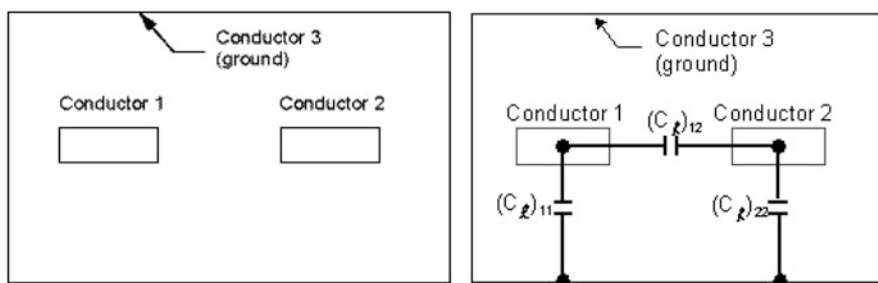 Conductor 3
(ground)
Conductor 1
Conductor 2
Conductor 3
(ground)
Conductor 1
Conductor 2
(Cℓ)12
(Cℓ)11
(Cℓ)22